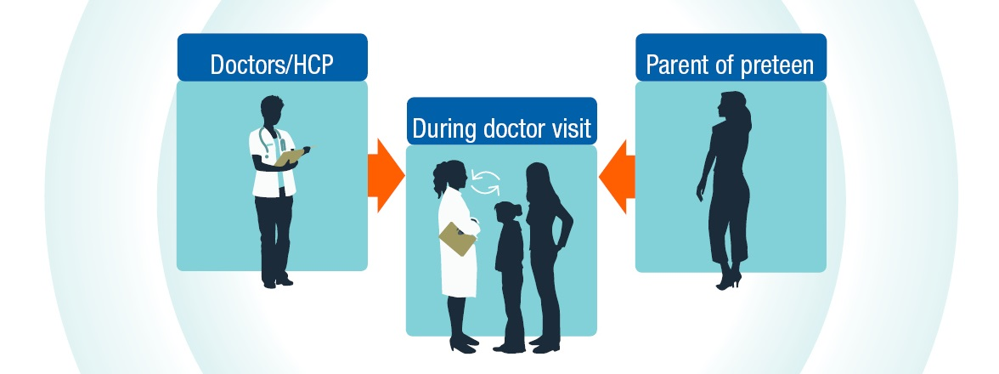 Doctors/HCP
During doctor visit
Parent of preteen